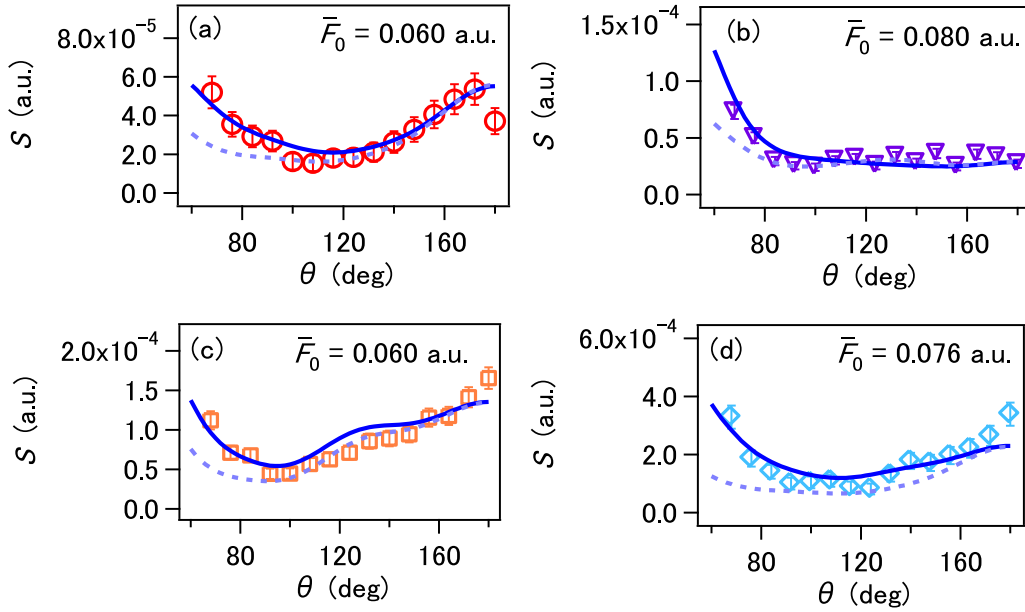 (a)
F̄₀ = 0.060 a.u.
8.0x10⁻⁵
6.0
4.0
2.0
0.0
S (a.u.)
80 120 160
θ (deg)
(b)
F̄₀ = 0.080 a.u.
1.5x10⁻⁴
1.0
0.5
0.0
S (a.u.)
80 120 160
θ (deg)
(c)
F̄₀ = 0.060 a.u.
2.0x10⁻⁴
1.5
1.0
0.5
0.0
S (a.u.)
80 120 160
θ (deg)
(d)
F̄₀ = 0.076 a.u.
6.0x10⁻⁴
4.0
2.0
0.0
S (a.u.)
80 120 160
θ (deg)